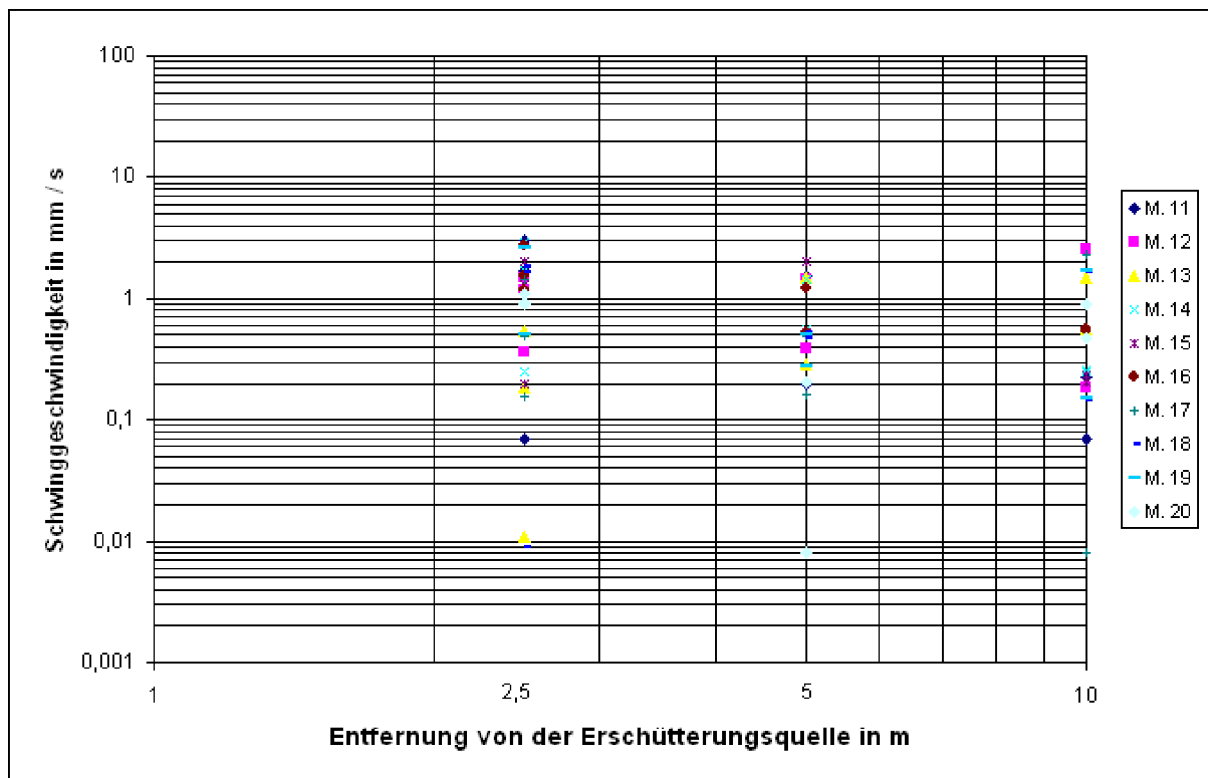 100
10
1
0,1
0,01
0,001
Schwinggeschwindigkeit in mm / s
1
2,5
5
10
Entfernung von der Erschütterungsquelle in m
M. 11
M. 12
M. 13
M. 14
M. 15
M. 16
M. 17
M. 18
M. 19
M. 20